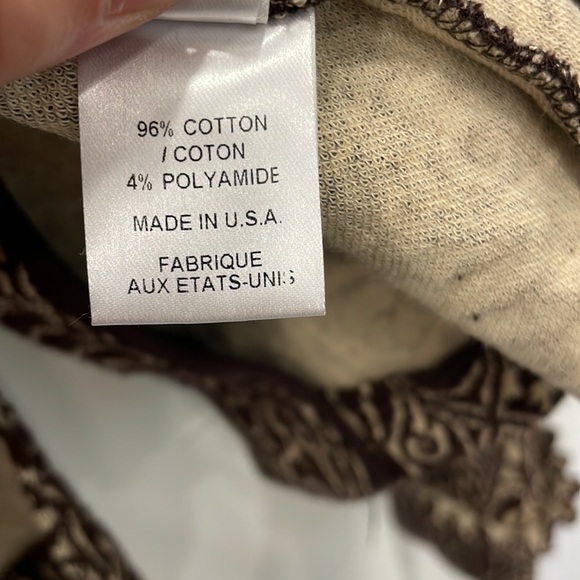 96% COTTON
/ COTON
4% POLYAMIDE
MADE IN U.S.A.
FABRIQUE
AUX ETATS-UNIS